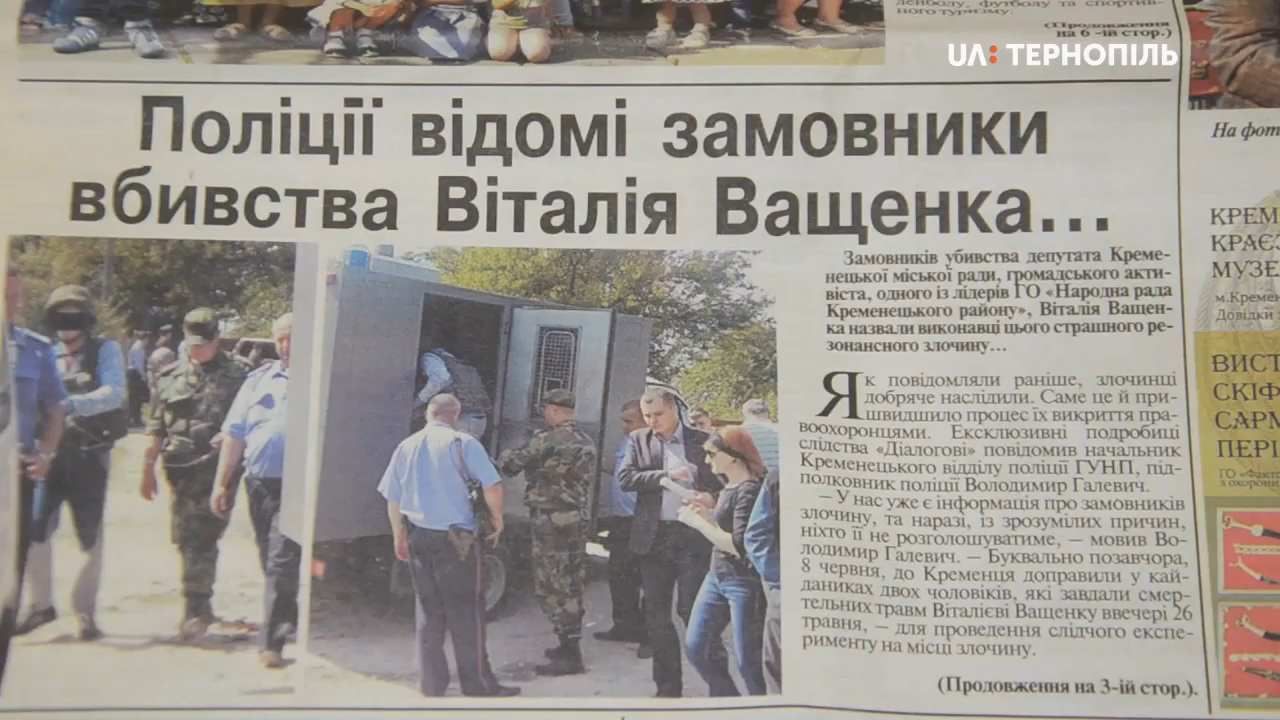 дейболу, футболу та спортив-
ного туризму.
(Продовження
на 6 -ій стор.)
UA: ТЕРНОПІЛЬ
Поліції відомі замовники
вбивства Віталія Ващенка...
Замовників убивства депутата Креме-
нецької міської ради, громадського акти-
віста, одного із лідерів ГО «Народна рада
Кременецького району», Віталія Ващен-
ка назвали виконавці цього страшного ре-
зонансного злочину...
Як повідомляли раніше, злочинці
добряче наслідили. Саме це й при-
швидшило процес їх викриття пра-
воохоронцями. Ексклюзивні подробиці
слідства «Діалогові» повідомив начальник
Кременецького відділу поліції ГУНП, під-
полковник поліції Володимир Галевич.
– У нас уже є інформація про замовників
злочину, та наразі, із зрозумілих причин,
ніхто її не розголошуватиме, – мовив Во-
лодимир Галевич. – Буквально позавчора,
8 червня, до Кременця доправили у кай-
даниках двох чоловіків, які завдали смер-
тельних травм Віталієві Ващенку ввечері 26
травня, – для проведення слідчого експе-
рименту на місці злочину.
(Продовження на 3-ій стор.).
На фот
КРЕМ
КРАЄЗ
МУЗЕ
м.Кремен
Довідки
ВИСТ
СКІФ
САРМ
ПЕРІ
ГО «Факт
з охорони